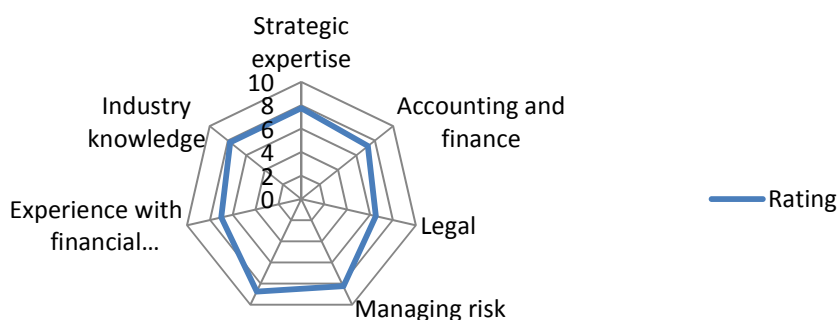 Strategic
expertise
Accounting and
finance
Legal
Managing risk
Experience with
financial...
Industry
knowledge
10
8
6
4
2
0
Rating